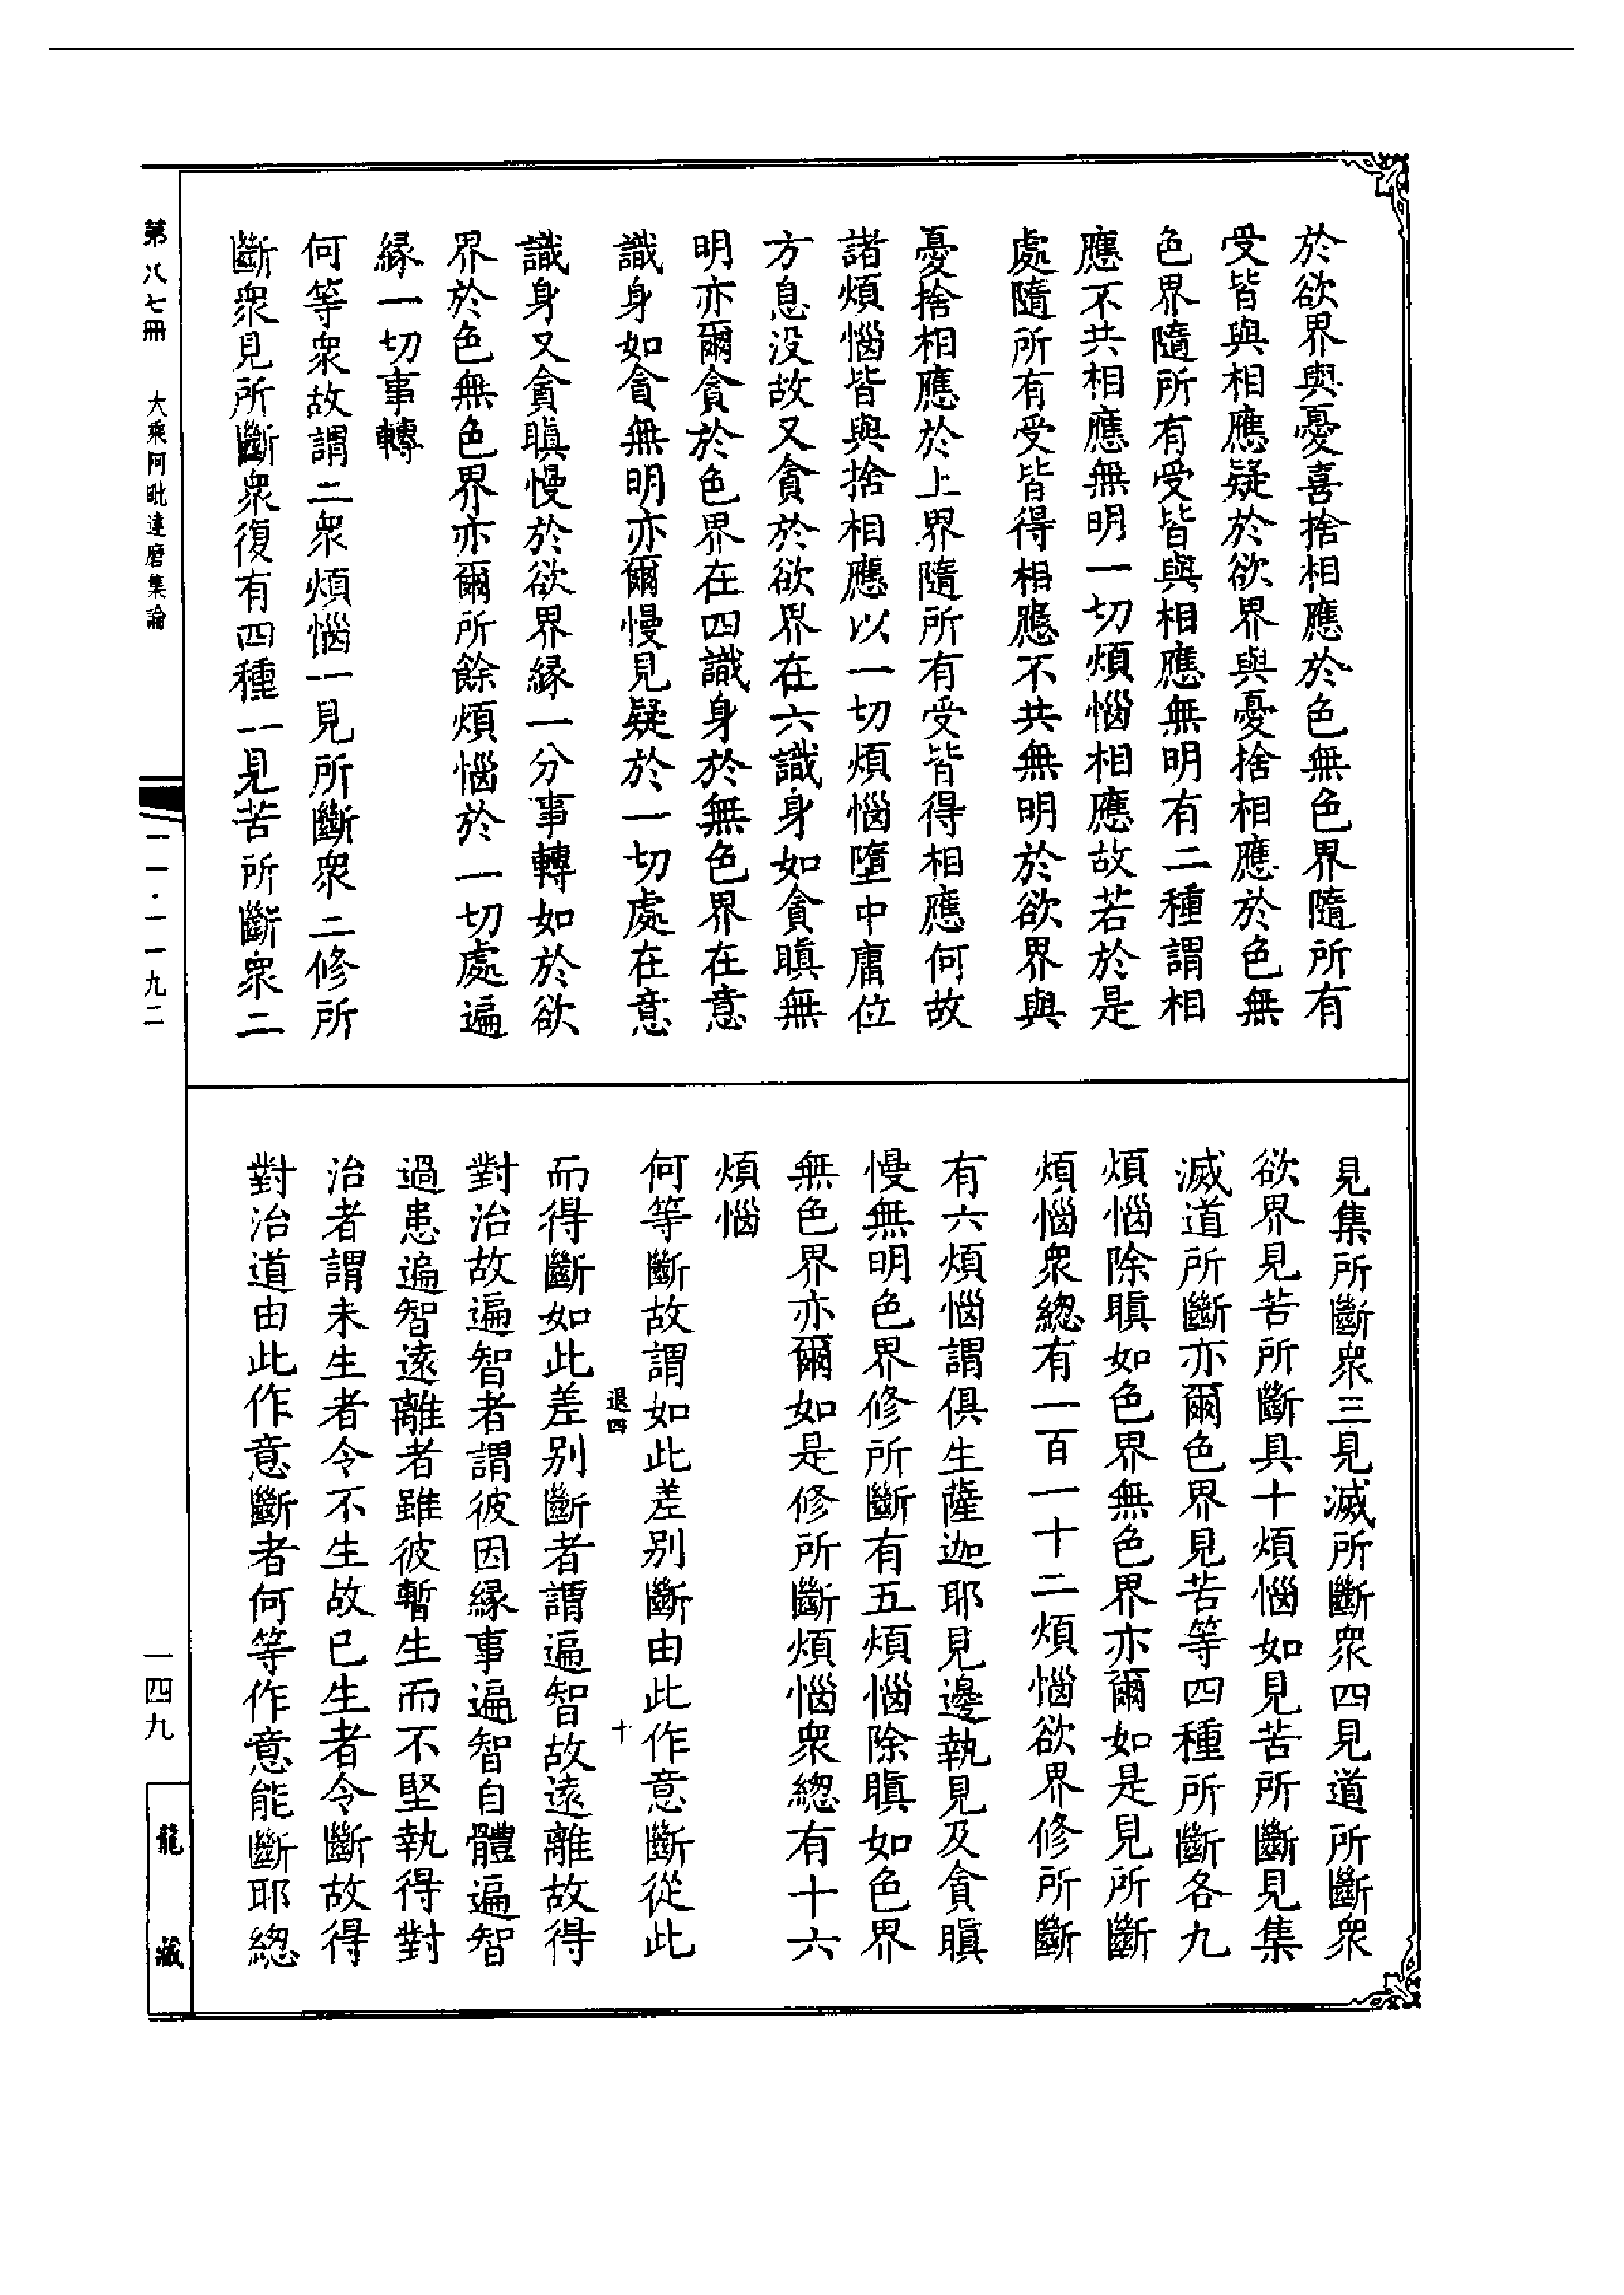 於欲界與憂喜捨相應於色無色界隨所有
受皆與相應疑於欲界與憂捨相應於色無
色界隨所有受皆與相應無明有二種謂相
應不共相應無明一切煩惱相應故若於是
處隨所有受皆得相應不共無明於欲界與
憂捨相應於上界隨所有受皆得相應何故
諸煩惱皆與捨相應以一切煩惱墮中庸位
方息没故又貪於欲界在六識身如貪瞋無
明亦爾貪於色界在四識身於無色界在意
識身如貪無明亦爾慢見疑於一切處在意
識身又貪瞋慢於欲界緣一分事轉如於欲
界於色無色界亦爾所餘煩惱於一切處遍
緣一切事轉
何等衆故謂二衆煩惱一見所斷衆二修所
斷衆見所斷衆復有四種一見苦所斷衆二
見集所斷衆三見滅所斷衆四見道所斷衆
欲界見苦所斷具十煩惱如見苦所斷見集
滅道所斷亦爾色界見苦等四種所斷各九
煩惱除瞋如色界無色界亦爾如是見所斷
煩惱衆總有一百一十二煩惱欲界修所斷
有六煩惱謂俱生薩迦耶見邊執見及貪瞋
慢無明色界修所斷有五煩惱除瞋如色界
無色界亦爾如是修所斷煩惱衆總有十六
煩惱
何等斷故謂如此差别斷由此作意斷從此
退四 十
而得斷如此差别斷者謂遍智故遠離故得
對治故遍智者謂彼因緣事遍智自體遍智
過患遍智遠離者雖彼暫生而不堅執得對
治者謂未生者令不生故已生者令斷故得
對治道由此作意斷者何等作意能斷耶總
第八七冊 大乘阿毗達磨集論
一一·一一九二
一四九
龍藏